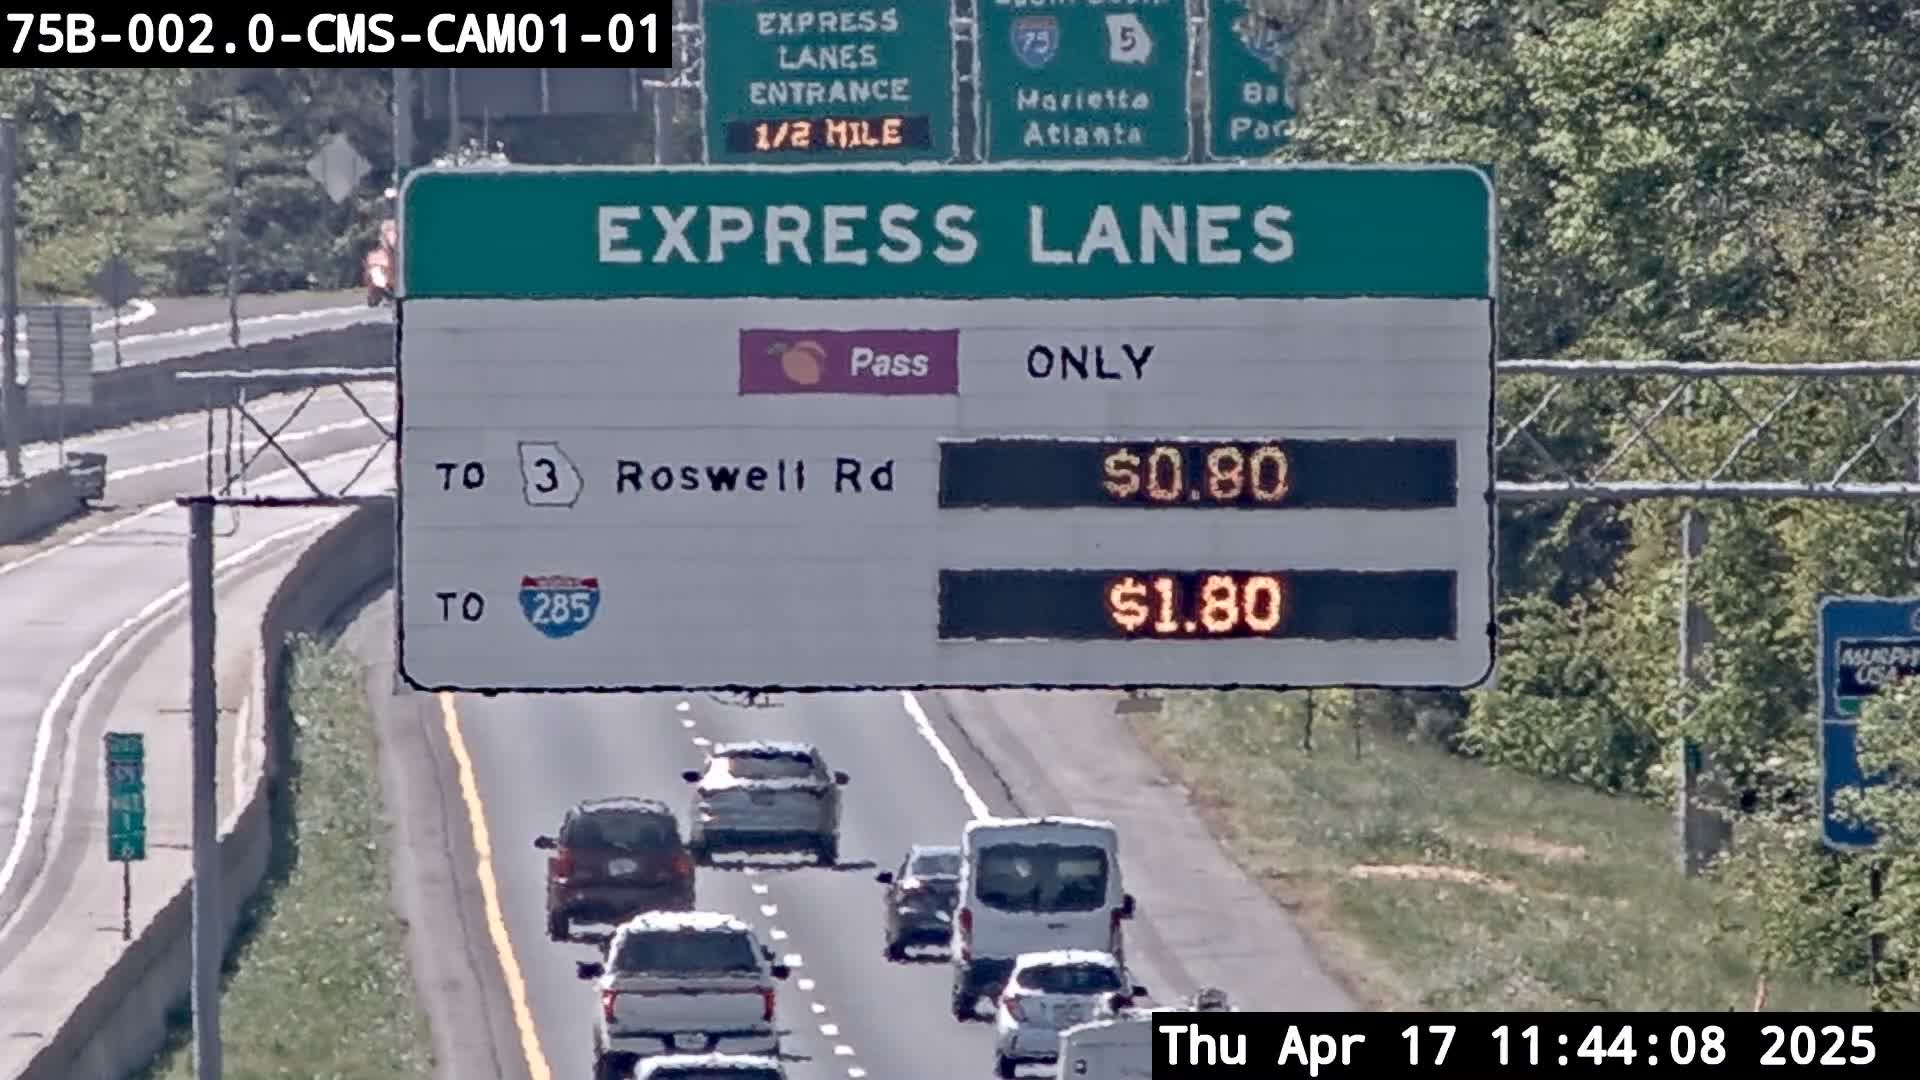 75B-002.0-CMS-CAM01-01
EXPRESS
LANES
ENTRANCE
1/2 MILE
75 5
Marietta
Atlanta
EXPRESS LANES
Pass ONLY
TO 3 Roswell Rd $0.80
TO 285 $1.80
Thu Apr 17 11:44:08 2025